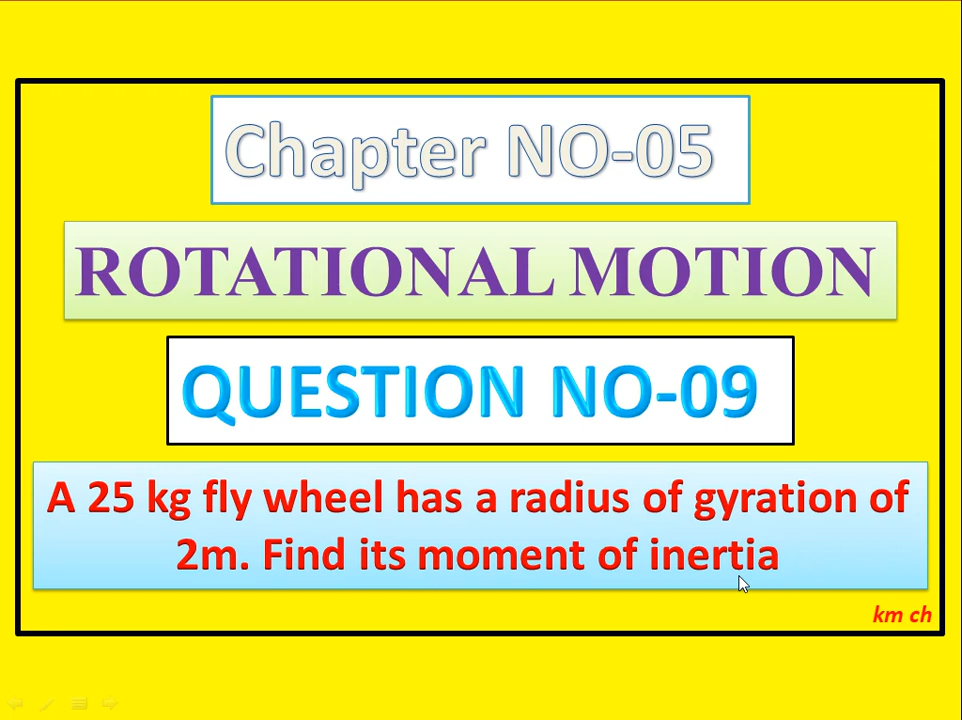 Chapter NO-05
ROTATIONAL MOTION
QUESTION NO-09
A 25 kg fly wheel has a radius of gyration of
2m. Find its moment of inertia
km ch